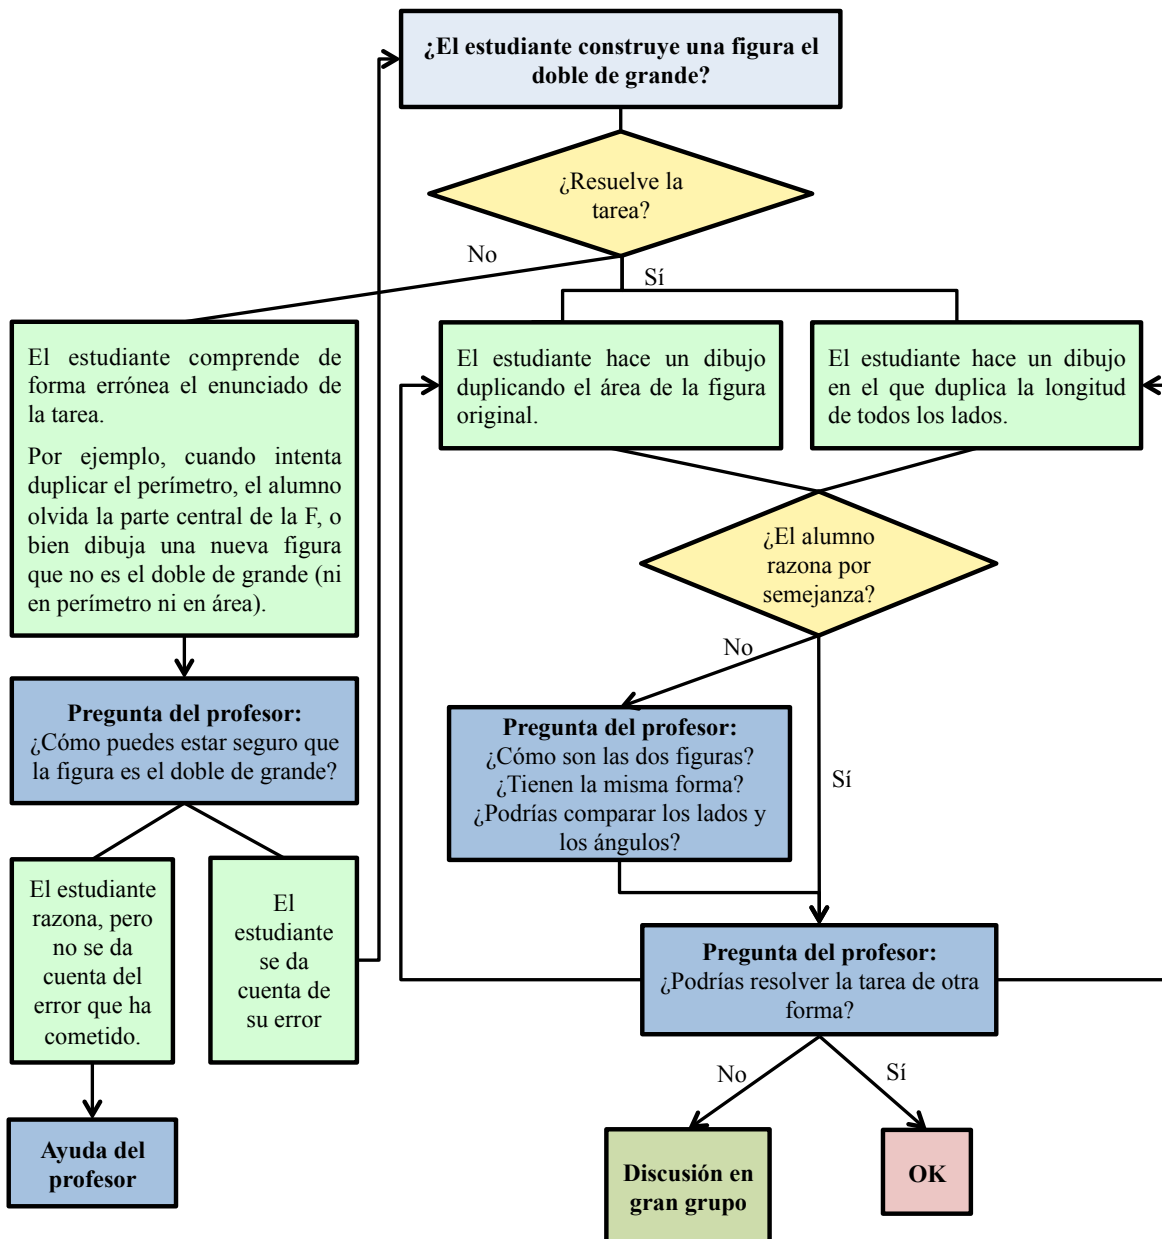 ¿El estudiante construye una figura el
doble de grande?
¿Resuelve la
tarea?
No
Sí
El estudiante comprende de
forma errónea el enunciado de
la tarea.
Por ejemplo, cuando intenta
duplicar el perímetro, el alumno
olvida la parte central de la F, o
bien dibuja una nueva figura
que no es el doble de grande (ni
en perímetro ni en área).
El estudiante hace un dibujo
duplicando el área de la figura
original.
El estudiante hace un dibujo
en el que duplica la longitud
de todos los lados.
¿El alumno
razona por
semejanza?
No
Sí
Pregunta del profesor:
¿Cómo puedes estar seguro que
la figura es el doble de grande?
Pregunta del profesor:
¿Cómo son las dos figuras?
¿Tienen la misma forma?
¿Podrías comparar los lados y
los ángulos?
El estudiante
razona, pero
no se da
cuenta del
error que ha
cometido.
El
estudiante
se da
cuenta de
su error
Pregunta del profesor:
¿Podrías resolver la tarea de otra
forma?
No
Sí
Ayuda del
profesor
Discusión en
gran grupo
OK